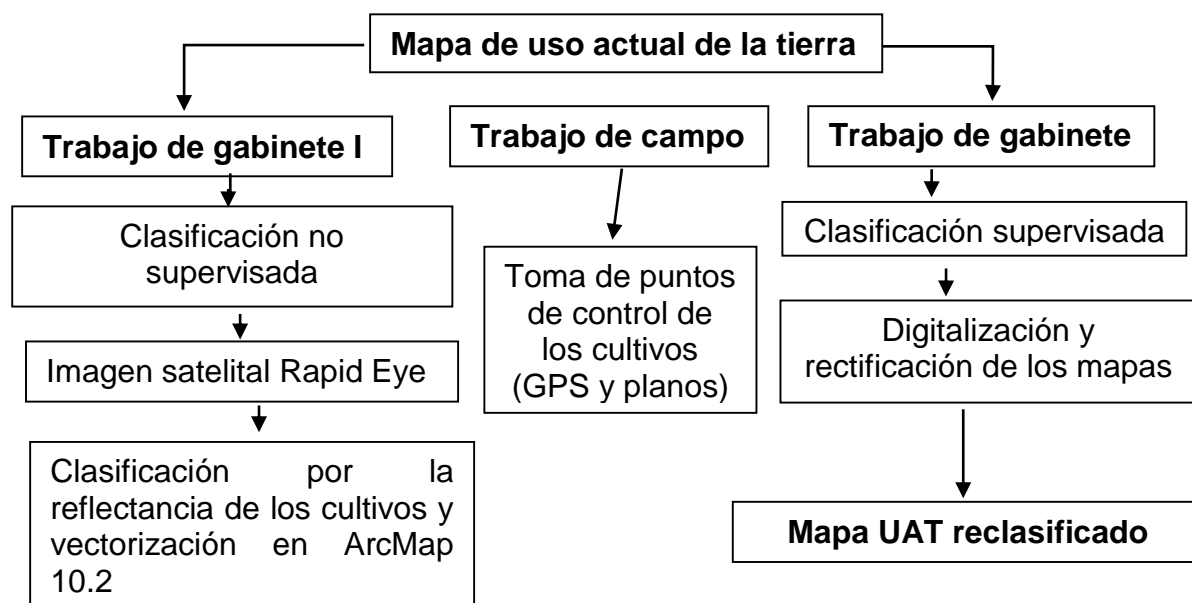 Mapa de uso actual de la tierra
Trabajo de gabinete I
Clasificación no
supervisada
Imagen satelital Rapid Eye
Clasificación por la
reflectancia de los cultivos y
vectorización en ArcMap
10.2
Trabajo de campo
Toma de puntos
de control de
los cultivos
(GPS y planos)
Trabajo de gabinete
Clasificación supervisada
Digitalización y
rectificación de los mapas
Mapa UAT reclasificado